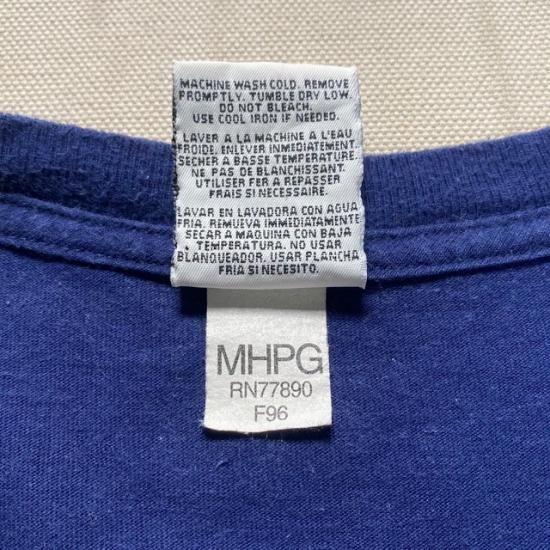 MACHINE WASH COLD. REMOVE
PROMPTLY. TUMBLE DRY LOW.
DO NOT BLEACH.
USE COOL IRON IF NEEDED.
LAVER A LA MACHINE A L'EAU
FROIDE. ENLEVER IMMEDIATEMENT
SECHER A BASSE TEMPERATURE.
NE PAS DE BLANCHISSANT.
UTILISER FER A REPASSER
FRAIS SI NECESSAIRE.
LAVAR EN LAVADORA CON AGUA
FRIA. REMUEVA IMMEDIATAMENTE.
SECAR A MAQUINA CON BAJA
TEMPERATURA. NO USAR
BLANQUEADOR. USAR PLANCHA
FRIA SI NECESITO.
MHPG
RN77890
F96